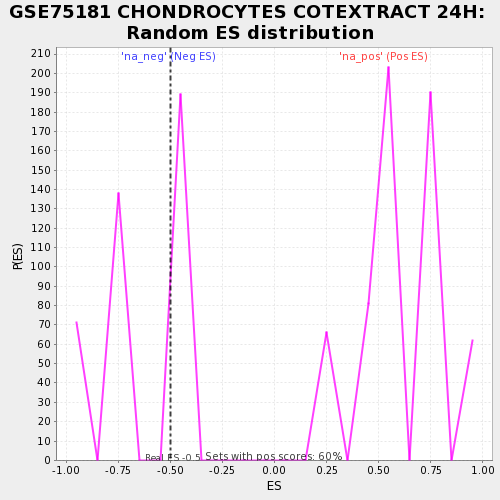 GSE75181 CHONDROCYTES COTEXTRACT 24H:
Random ES distribution
'na_neg' (Neg ES)
'na_pos' (Pos ES)
210
200
190
180
170
160
150
140
130
120
110
100
90
80
70
60
50
40
30
20
10
0
P(ES)
Real ES -0.5
Sets with pos scores: 60%
-1.00 -0.75 -0.50 -0.25 0.00 0.25 0.50 0.75 1.00
ES